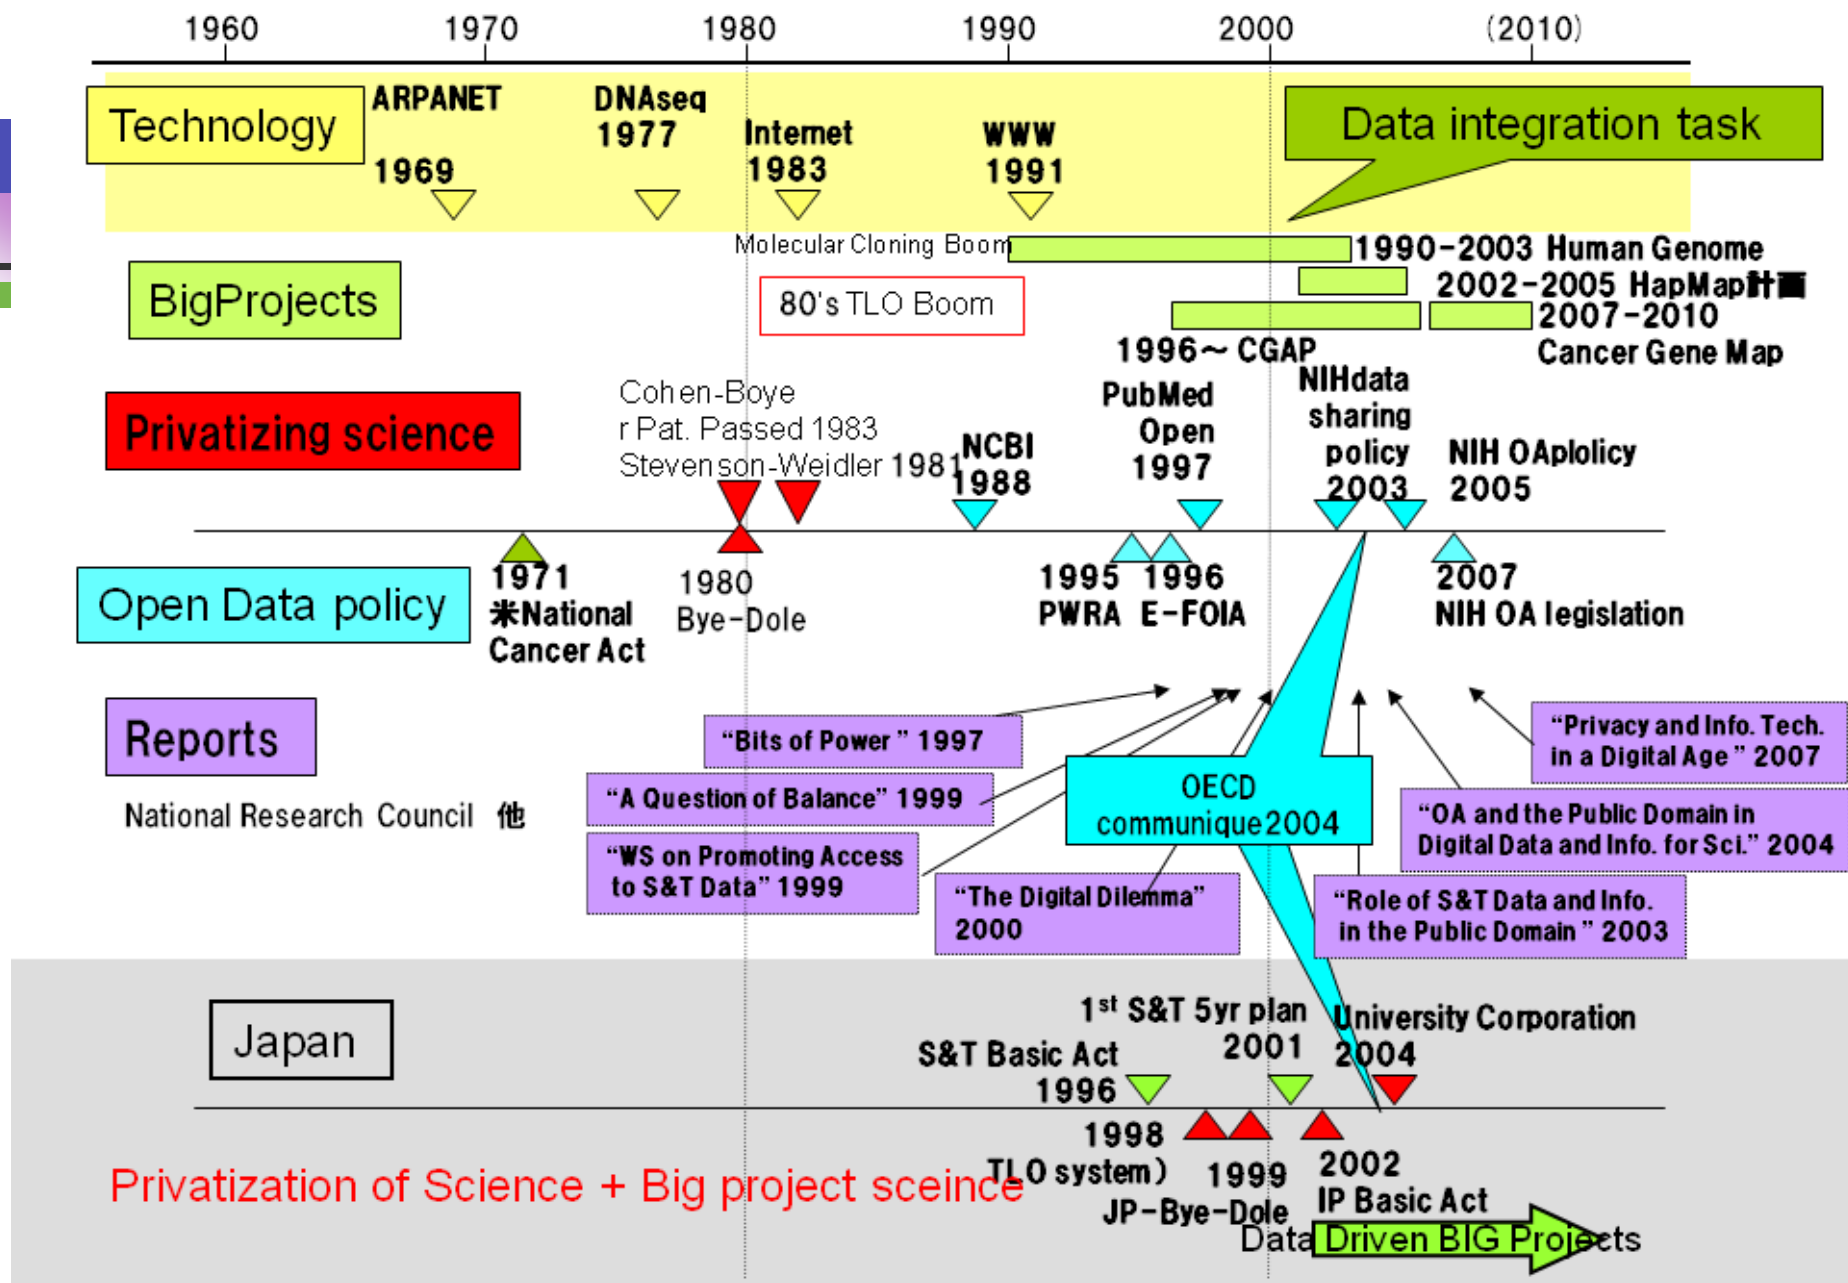 1960
1970
1980
1990
2000
(2010)
Technology
ARPANET
1969
DNAseq
1977
Internet
1983
WWW
1991
Data integration task
BigProjects
Molecular Cloning Boom
80's TLO Boom
1990-2003 Human Genome
2002-2005 HapMap計画
2007-2010
Cancer Gene Map
1996～ CGAP
Privatizing science
Cohen-Boye
r Pat. Passed 1983
Stevenson-Weidler 1981
NCBI
1988
PubMed
Open
1997
NIHdata
sharing
policy
2003
NIH OAplolicy
2005
Open Data policy
1971
米National
Cancer Act
1980
Bye-Dole
1995
PWRA
1996
E-FOIA
2007
NIH OA legislation
Reports
National Research Council 他
“Bits of Power ” 1997
“A Question of Balance” 1999
“WS on Promoting Access
to S&T Data” 1999
“The Digital Dilemma”
2000
OECD
communique2004
“Privacy and Info. Tech.
in a Digital Age ” 2007
“OA and the Public Domain in
Digital Data and Info. for Sci.” 2004
“Role of S&T Data and Info.
in the Public Domain ” 2003
Japan
S&T Basic Act
1996
1st S&T 5yr plan
2001
University Corporation
2004
1998
TLO system)
1999
JP-Bye-Dole
2002
IP Basic Act
Privatization of Science + Big project sceince
Data Driven BIG Projects